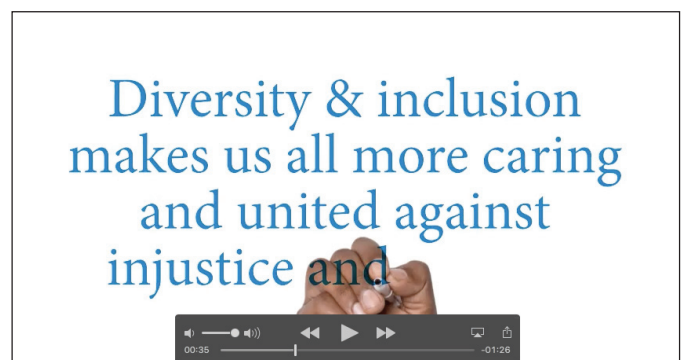 Diversity & inclusion
makes us all more caring
and united against
injustice and
00:35 -01:26